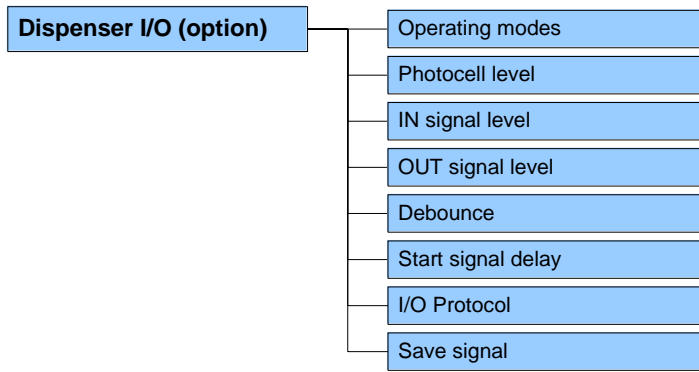 Dispenser I/O (option)
Operating modes
Photocell level
IN signal level
OUT signal level
Debounce
Start signal delay
I/O Protocol
Save signal